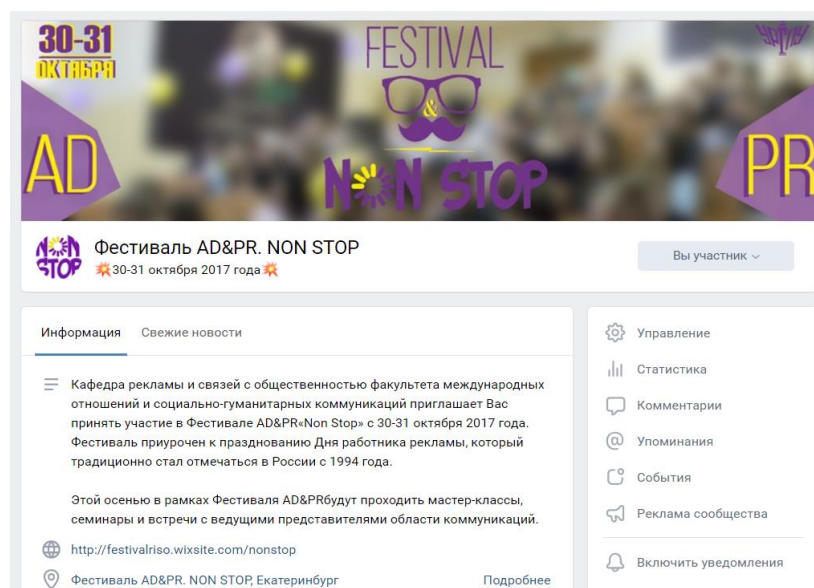 30-31
ОКТЯБРЯ
FESTIVAL
&
NON STOP
AD
PR
NON
STOP
Фестиваль AD&PR. NON STOP
💥30-31 октября 2017 года💥
Вы участник
Информация Свежие новости
Кафедра рекламы и связей с общественностью факультета международных
отношений и социально-гуманитарных коммуникаций приглашает Вас
принять участие в Фестивале AD&PR«Non Stop» с 30-31 октября 2017 года.
Фестиваль приурочен к празднованию Дня работника рекламы, который
традиционно стал отмечаться в России с 1994 года.
Этой осенью в рамках Фестиваля AD&PRбудут проходить мастер-классы,
семинары и встречи с ведущими представителями области коммуникаций.
http://festivalriso.wixsite.com/nonstop
Фестиваль AD&PR. NON STOP, Екатеринбург Подробнее
Управление
Статистика
Комментарии
Упоминания
События
Реклама сообщества
Включить уведомления